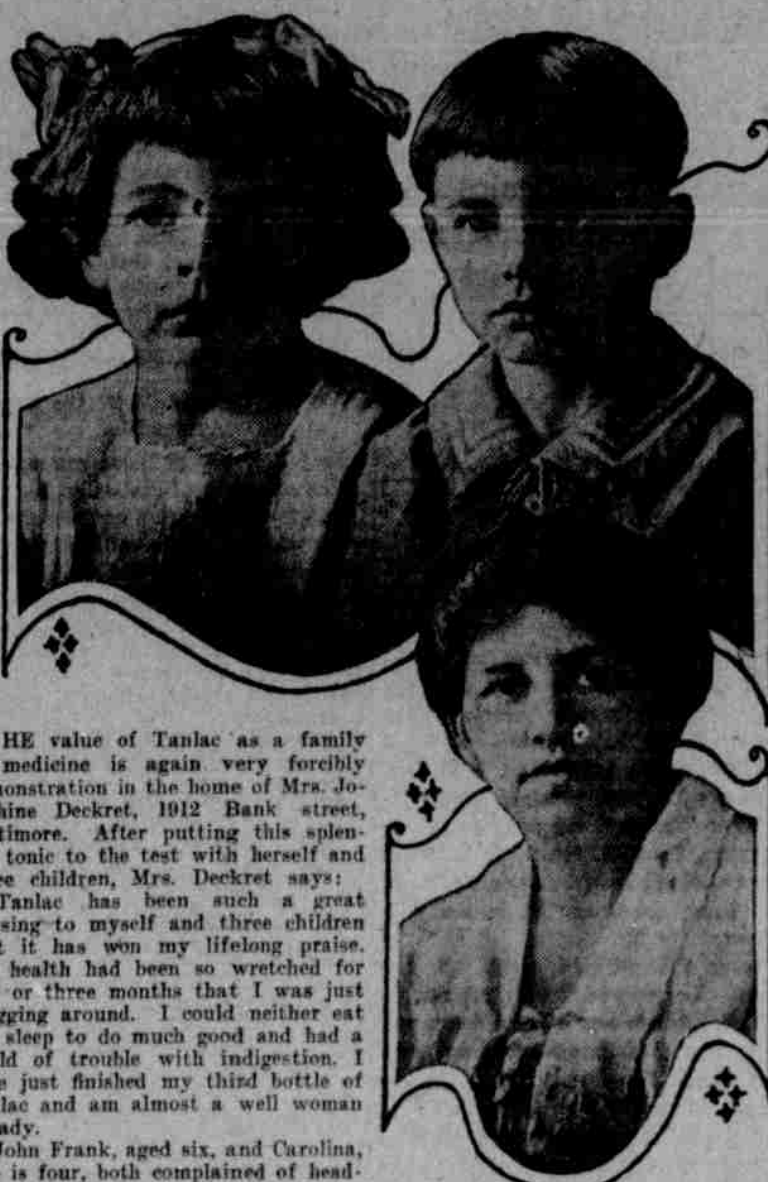 HE value of Tanlac as a family
medicine is again very forcibly
onstration in the home of Mrs. Jo-
hine Deckret, 1912 Bank street,
timore. After putting this splen-
tonic to the test with herself and
ee children, Mrs. Deckret says:
Tanlac has been such a great
sing to myself and three children
t it has won my lifelong praise.
health had been so wretched for
or three months that I was just
gging around. I could neither eat
sleep to do much good and had a
ld of trouble with indigestion. I
e just finished my third bottle of
lac and am almost a well woman
ady.
John Frank, aged six, and Carolina,
is four, both complained of head-